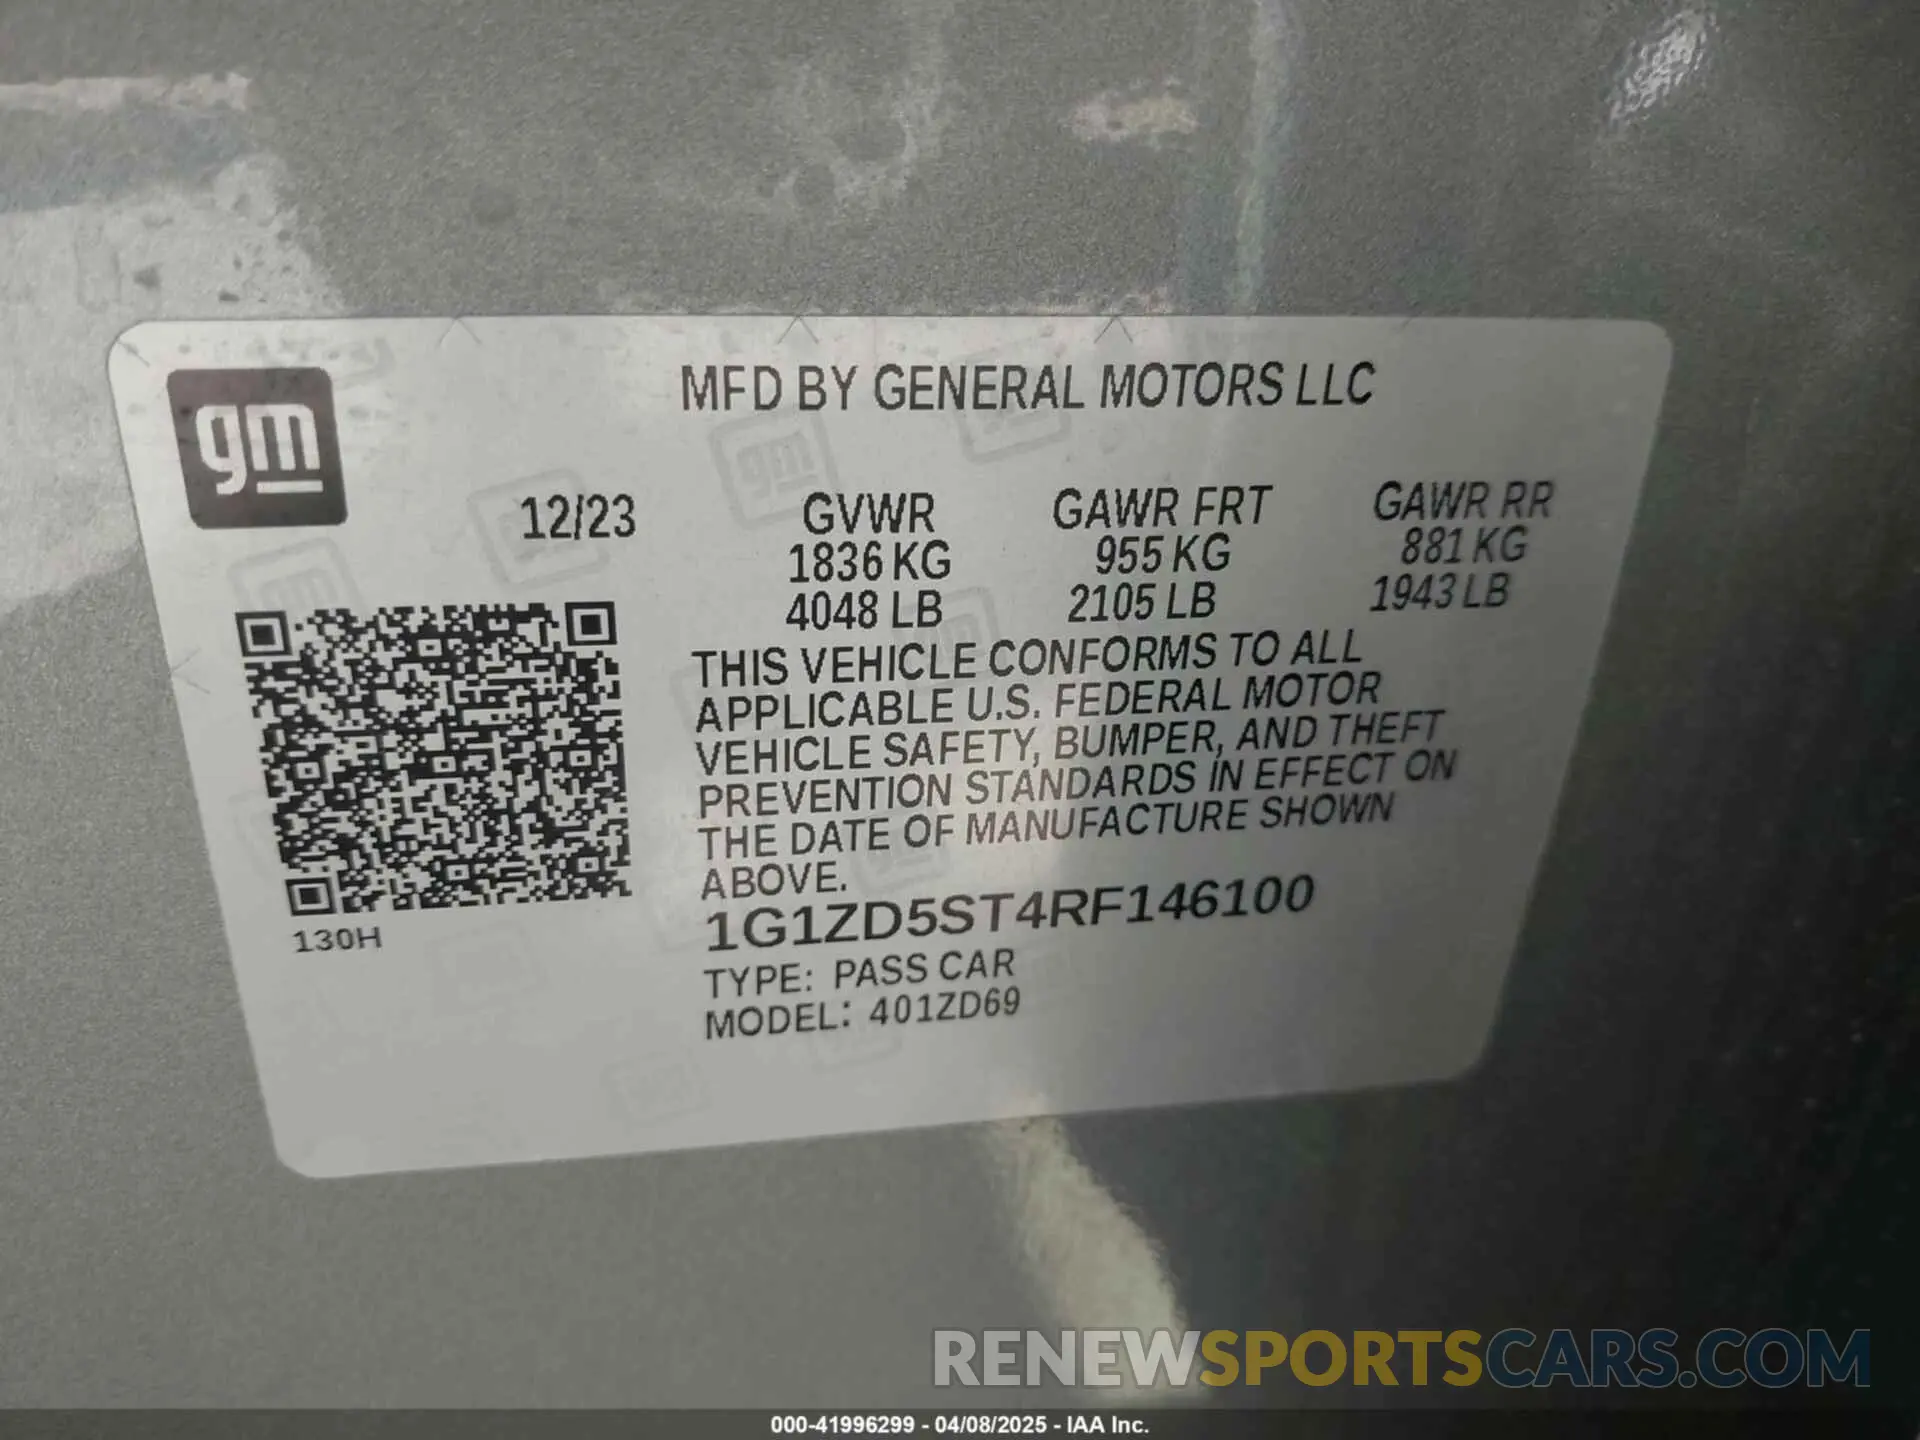 MFD BY GENERAL MOTORS LLC
gm
12/23 GVWR GAWR FRT GAWR RR
1836 KG 955 KG 881 KG
4048 LB 2105 LB 1943 LB
THIS VEHICLE CONFORMS TO ALL
APPLICABLE U.S. FEDERAL MOTOR
VEHICLE SAFETY, BUMPER, AND THEFT
PREVENTION STANDARDS IN EFFECT ON
THE DATE OF MANUFACTURE SHOWN
ABOVE.
1G1ZD5ST4RF146100
130H
TYPE: PASS CAR
MODEL: 401ZD69
RENEWSPORTSCARS.COM
000-41996299 - 04/08/2025 - IAA Inc.